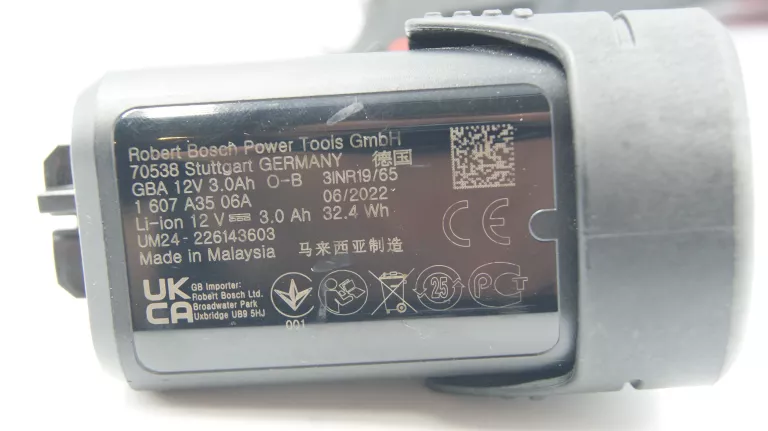 Robert Bosch Power Tools GmbH
70538 Stuttgart GERMANY 德国
GBA 12V 3.0Ah O-B 3INR19/65
1 607 A35 06A 06/2022
Li-ion 12 V 3.0 Ah 32.4 Wh
UM24-226143603
Made in Malaysia 马来西亚制造
CE
UK
CA
GB Importer:
Robert Bosch Ltd.
Broadwater Park
Uxbridge UB9 5HJ
001
25